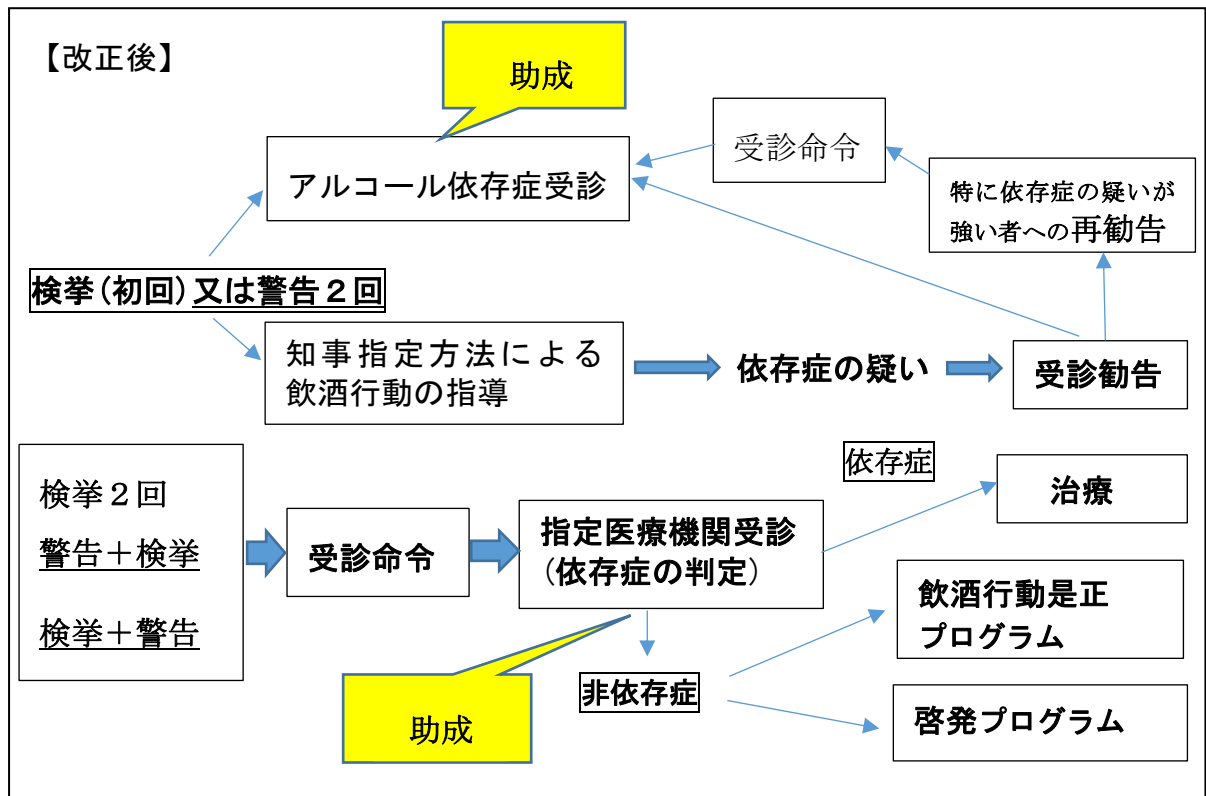 【改正後】
助成
アルコール依存症受診
受診命令
特に依存症の疑いが
強い者への再勧告
検挙(初回)又は警告２回
知事指定方法による
飲酒行動の指導
依存症の疑い
受診勧告
検挙２回
警告＋検挙
検挙＋警告
受診命令
指定医療機関受診
(依存症の判定)
依存症
治療
飲酒行動是正
プログラム
非依存症
啓発プログラム
助成